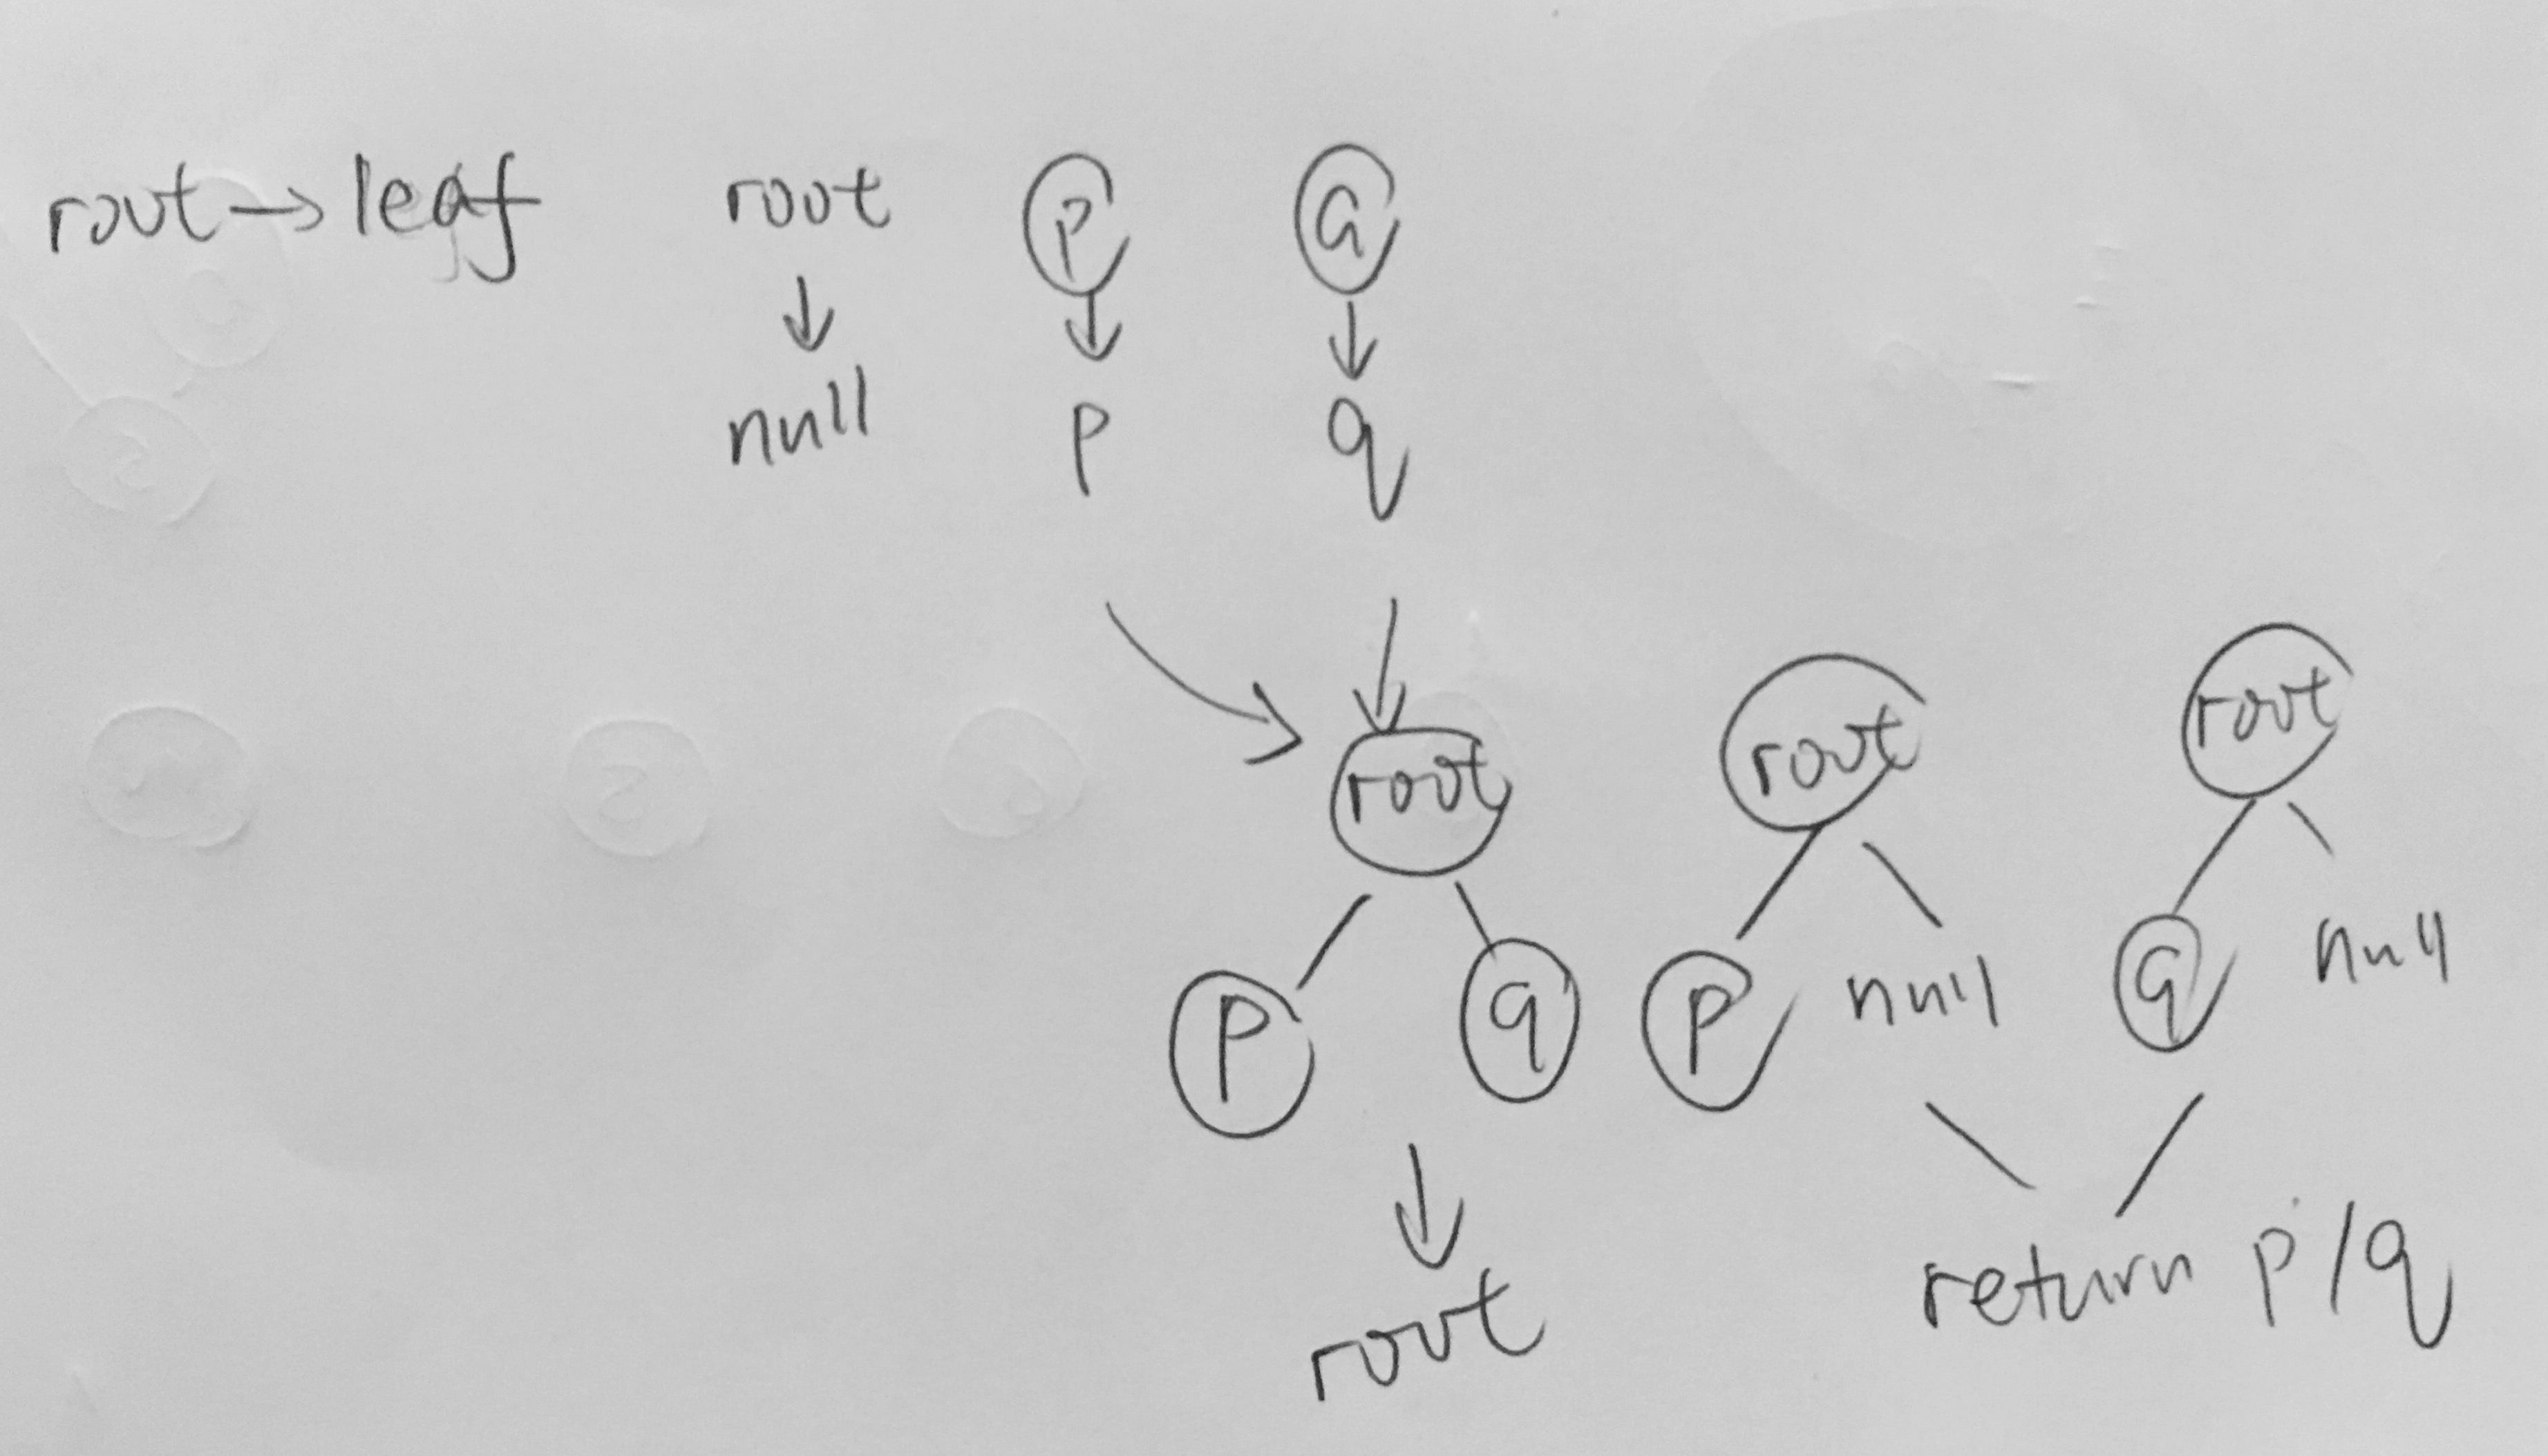 root → leaf root P q
null p q
root root root
P q P null q null
root return p/q